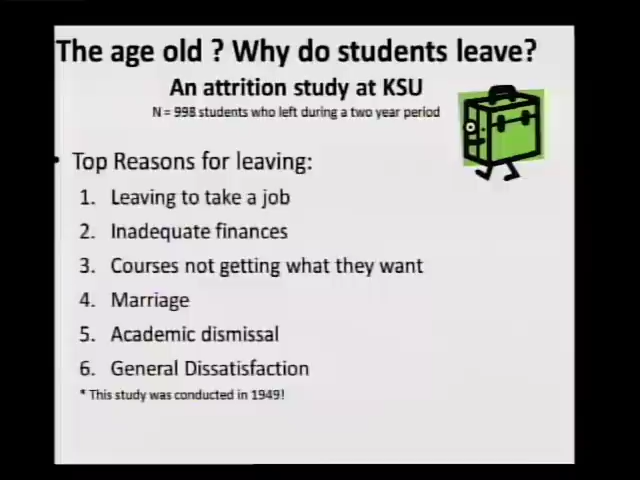 The age old ? Why do students leave?
An attrition study at KSU
N = 998 students who left during a two year period
• Top Reasons for leaving:
1. Leaving to take a job
2. Inadequate finances
3. Courses not getting what they want
4. Marriage
5. Academic dismissal
6. General Dissatisfaction
* This study was conducted in 1949!